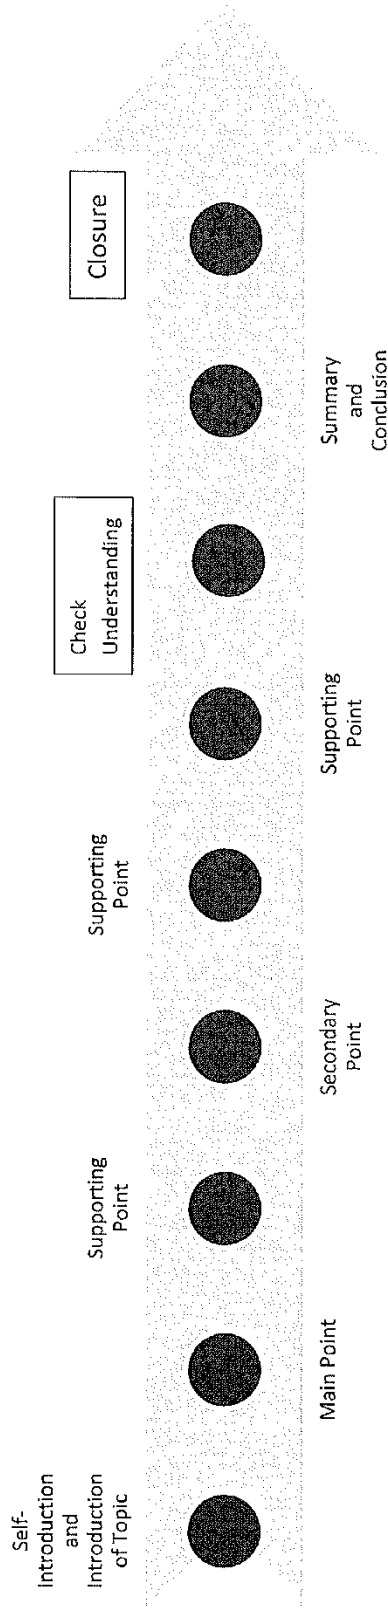 Self-
Introduction
and
Introduction
of Topic
Main Point
Supporting
Point
Secondary
Point
Supporting
Point
Supporting
Point
Check
Understanding
Summary
and
Conclusion
Closure